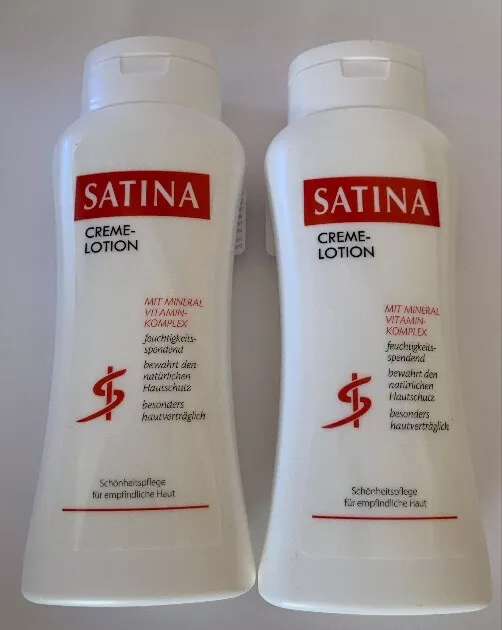 SATINA
CREME-
LOTION
MIT MINERAL
VITAMIN-
KOMPLEX
feuchtigkeits-
spendend
bewahrt den
natürlichen
Hautschutz
besonders
hautverträglich
Schönheitspflege
für empfindliche Haut
SATINA
CREME-
LOTION
MIT MINERAL
VITAMIN-
KOMPLEX
feuchtigkeits-
spendend
bewahrt den
natürlichen
Hautschutz
besonders
hautverträglich
Schönheitspflege
für empfindliche Haut